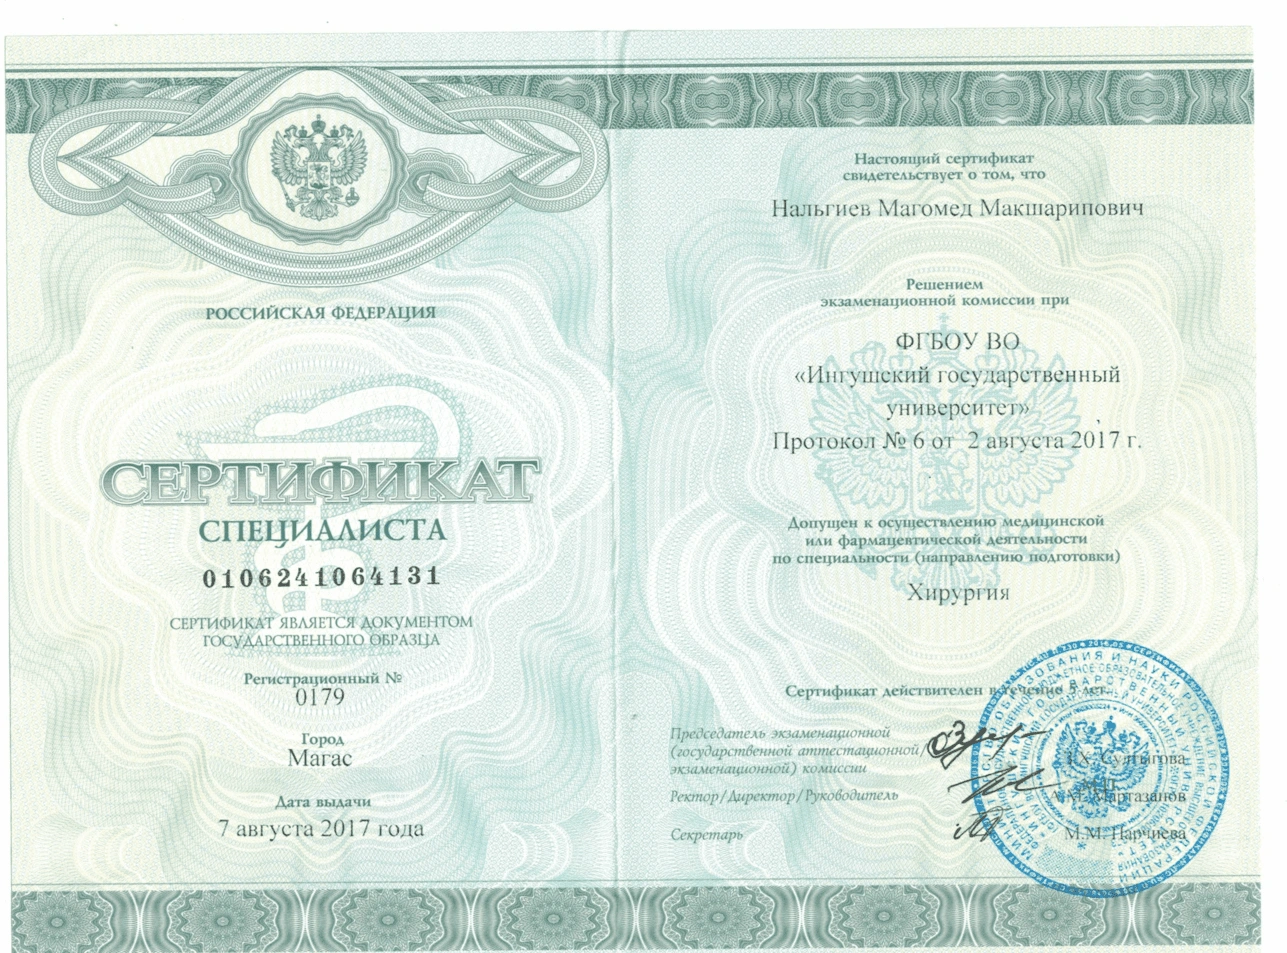 РОССИЙСКАЯ ФЕДЕРАЦИЯ
СЕРТИФИКАТ
СПЕЦИАЛИСТА
0106241064131
СЕРТИФИКАТ ЯВЛЯЕТСЯ ДОКУМЕНТОМ
ГОСУДАРСТВЕННОГО ОБРАЗЦА
Регистрационный №
0179
Город
Магас
Дата выдачи
7 августа 2017 года
Настоящий сертификат
свидетельствует о том, что
Нальгиев Магомед Макшарипович
Решением
экзаменационной комиссии при
ФГБОУ ВО
«Ингушский государственный
университет»
Протокол № 6 от 2 августа 2017 г.
Допущен к осуществлению медицинской
или фармацевтической деятельности
по специальности (направлению подготовки)
Хирургия
Сертификат действителен в течение 5 лет.
Председатель экзаменационной
(государственной аттестационной/
экзаменационной) комиссии
Т.Х. Султыгова
Ректор/Директор/Руководитель
А.М. Мартазанов
Секретарь
М.М. Парчиева